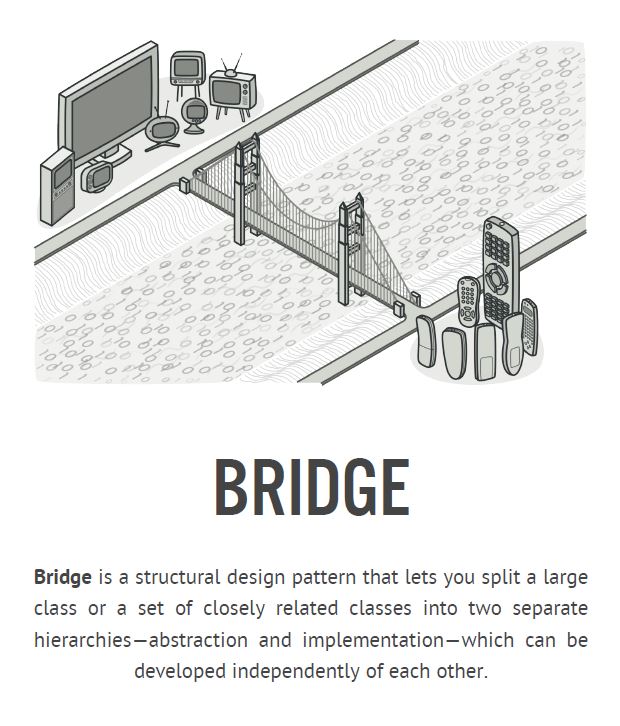 BRIDGE
Bridge is a structural design pattern that lets you split a large
class or a set of closely related classes into two separate
hierarchies—abstraction and implementation—which can be
developed independently of each other.